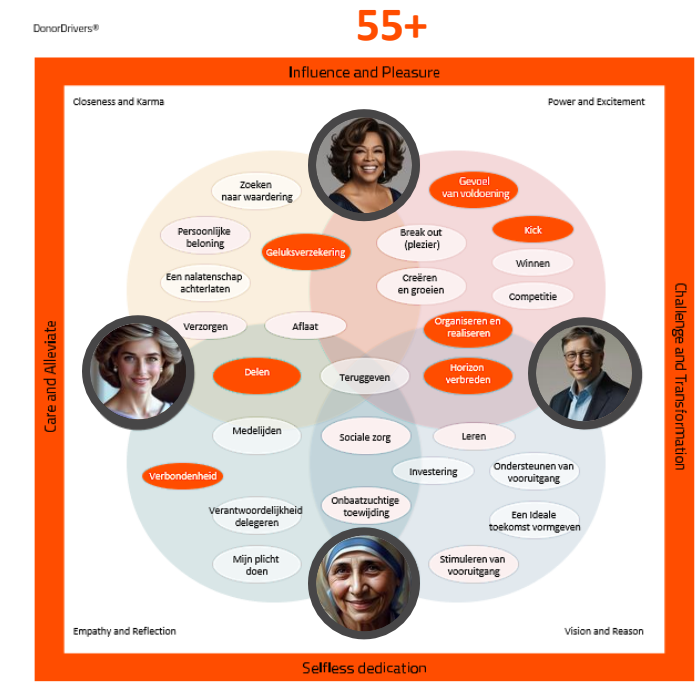 55+
DonorDrivers®
Influence and Pleasure
Closeness and Karma
Power and Excitement
Zoeken
naar waardering
Gevoel
van voldoening
Persoonlijke
beloning
Geluksverzekering
Break out
(plezier)
Kick
Winnen
Een nalatenschap
achterlaten
Creëren
en groeien
Competitie
Verzorgen
Aflaat
Organiseren en
realiseren
Care and Alleviate
Challenge and Transformation
Delen
Teruggeven
Horizon
verbreden
Medelijden
Sociale zorg
Leren
Verbondenheid
Investering
Ondersteunen van
vooruitgang
Verantwoordelijkheid
delegeren
Onbaatzuchtige
toewijding
Een Ideale
toekomst vormgeven
Mijn plicht
doen
Stimuleren van
vooruitgang
Empathy and Reflection
Vision and Reason
Selfless dedication